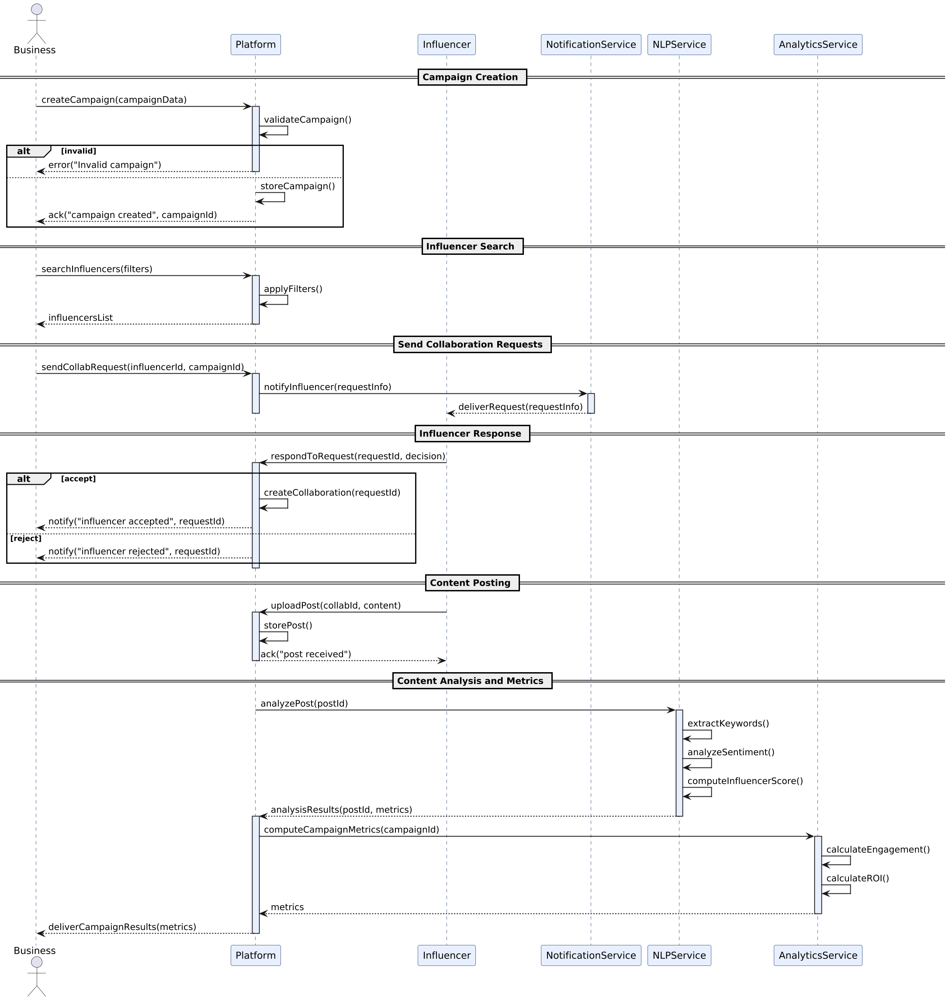 Business
Platform
Influencer
NotificationService
NLPService
AnalyticsService
Campaign Creation
createCampaign(campaignData)
validateCampaign()
alt
[invalid]
error("Invalid campaign")
storeCampaign()
ack("campaign created", campaignId)
Influencer Search
searchInfluencers(filters)
applyFilters()
influencersList
Send Collaboration Requests
sendCollabRequest(influencerId, campaignId)
notifyInfluencer(requestInfo)
deliverRequest(requestInfo)
Influencer Response
respondToRequest(requestId, decision)
alt
[accept]
createCollaboration(requestId)
notify("influencer accepted", requestId)
[reject]
notify("influencer rejected", requestId)
Content Posting
uploadPost(collabId, content)
storePost()
ack("post received")
Content Analysis and Metrics
analyzePost(postId)
extractKeywords()
analyzeSentiment()
computeInfluencerScore()
analysisResults(postId, metrics)
computeCampaignMetrics(campaignId)
calculateEngagement()
calculateROI()
metrics
deliverCampaignResults(metrics)
Business
Platform
Influencer
NotificationService
NLPService
AnalyticsService